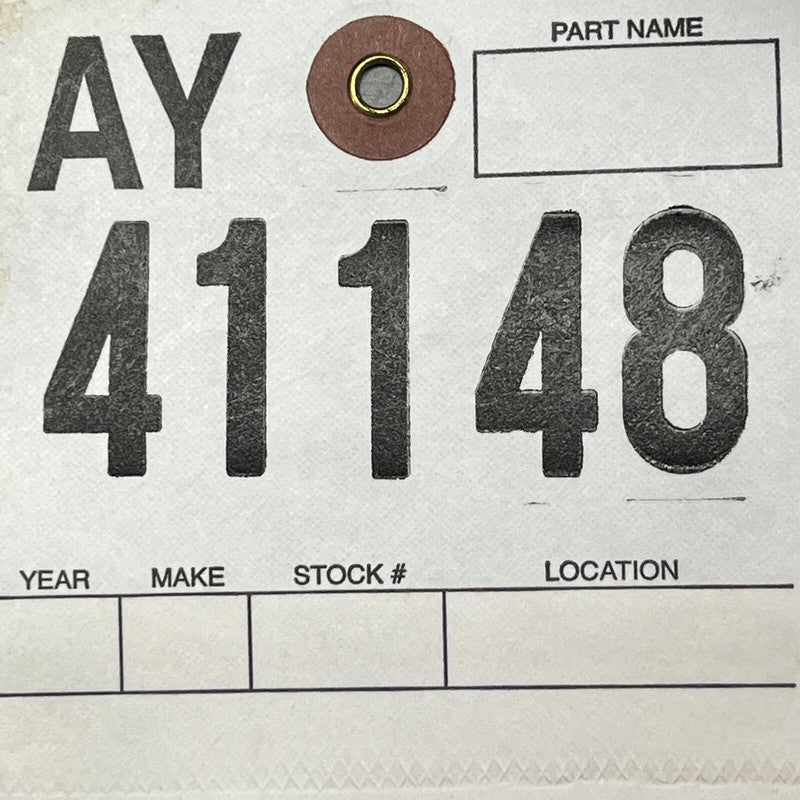 AY
PART NAME
41148
YEAR MAKE STOCK # LOCATION